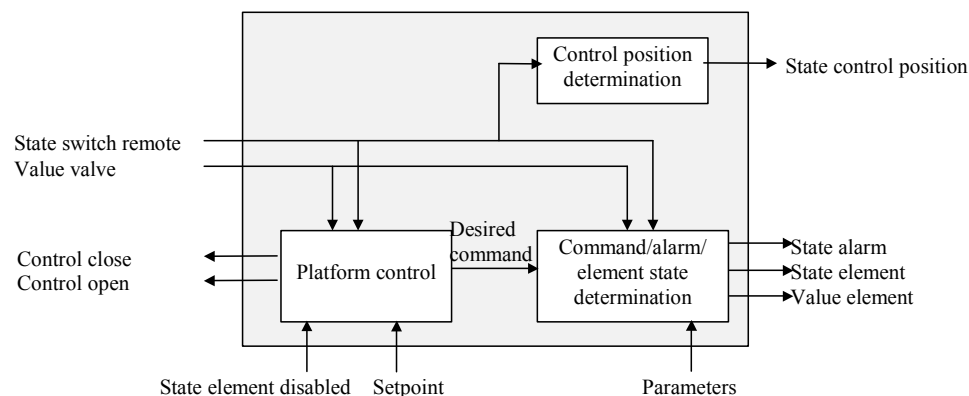 Control position
determination
State control position
State switch remote
Value valve
Desired
command
Control close
Control open
Platform control
Command/alarm/
element state
determination
State alarm
State element
Value element
State element disabled
Setpoint
Parameters